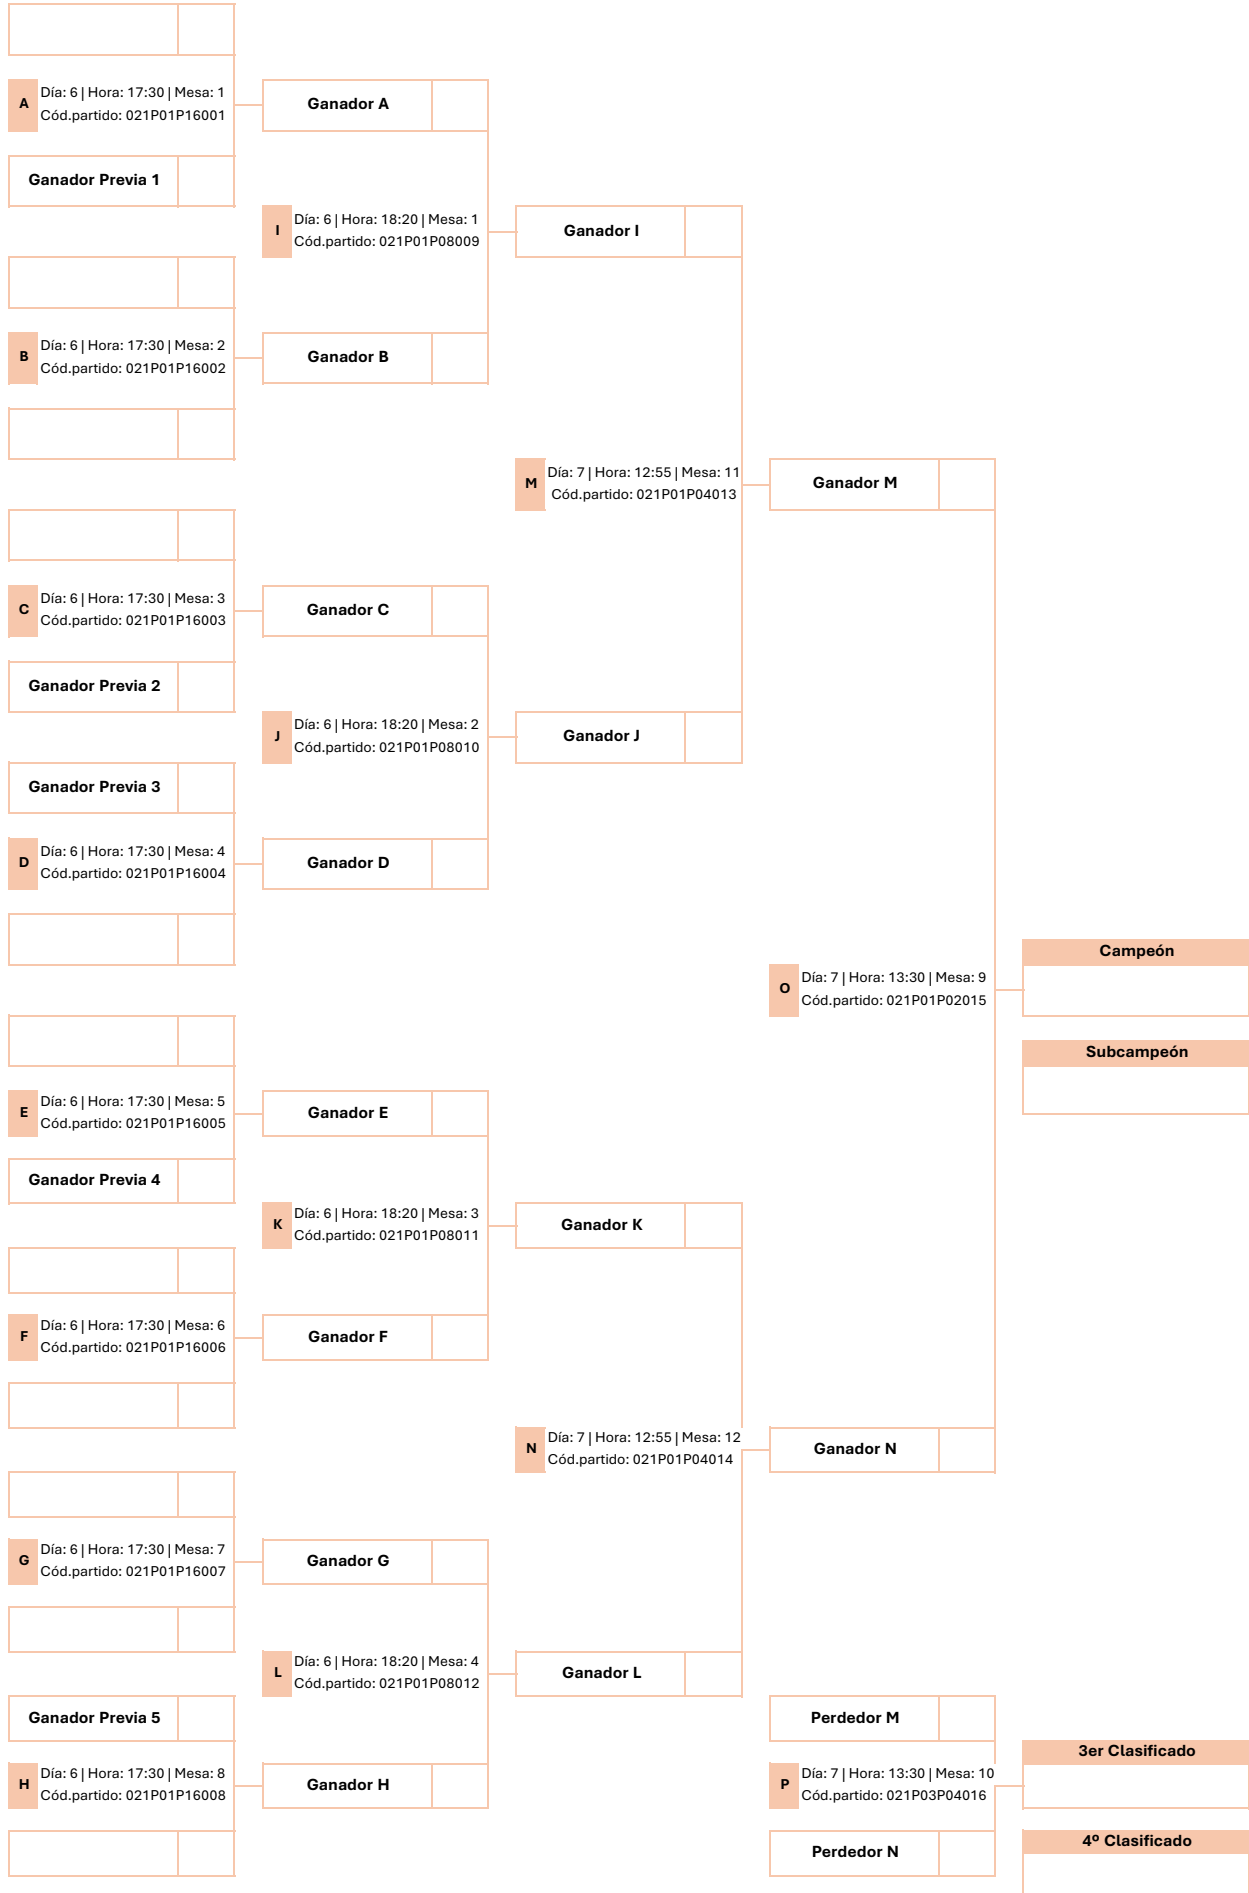 A
Día: 6 | Hora: 17:30 | Mesa: 1
Cód.partido: 021P01P16001
Ganador Previa 1
B
Día: 6 | Hora: 17:30 | Mesa: 2
Cód.partido: 021P01P16002
C
Día: 6 | Hora: 17:30 | Mesa: 3
Cód.partido: 021P01P16003
Ganador Previa 2
Ganador Previa 3
D
Día: 6 | Hora: 17:30 | Mesa: 4
Cód.partido: 021P01P16004
E
Día: 6 | Hora: 17:30 | Mesa: 5
Cód.partido: 021P01P16005
Ganador Previa 4
F
Día: 6 | Hora: 17:30 | Mesa: 6
Cód.partido: 021P01P16006
G
Día: 6 | Hora: 17:30 | Mesa: 7
Cód.partido: 021P01P16007
Ganador Previa 5
H
Día: 6 | Hora: 17:30 | Mesa: 8
Cód.partido: 021P01P16008
Ganador A
I
Día: 6 | Hora: 18:20 | Mesa: 1
Cód.partido: 021P01P08009
Ganador B
Ganador C
J
Día: 6 | Hora: 18:20 | Mesa: 2
Cód.partido: 021P01P08010
Ganador D
Ganador E
K
Día: 6 | Hora: 18:20 | Mesa: 3
Cód.partido: 021P01P08011
Ganador F
Ganador G
L
Día: 6 | Hora: 18:20 | Mesa: 4
Cód.partido: 021P01P08012
Ganador H
Ganador I
M
Día: 7 | Hora: 12:55 | Mesa: 11
Cód.partido: 021P01P04013
Ganador J
Ganador K
N
Día: 7 | Hora: 12:55 | Mesa: 12
Cód.partido: 021P01P04014
Ganador L
Ganador M
O
Día: 7 | Hora: 13:30 | Mesa: 9
Cód.partido: 021P01P02015
Ganador N
Perdedor M
P
Día: 7 | Hora: 13:30 | Mesa: 10
Cód.partido: 021P03P04016
Perdedor N
Campeón
Subcampeón
3er Clasificado
4º Clasificado